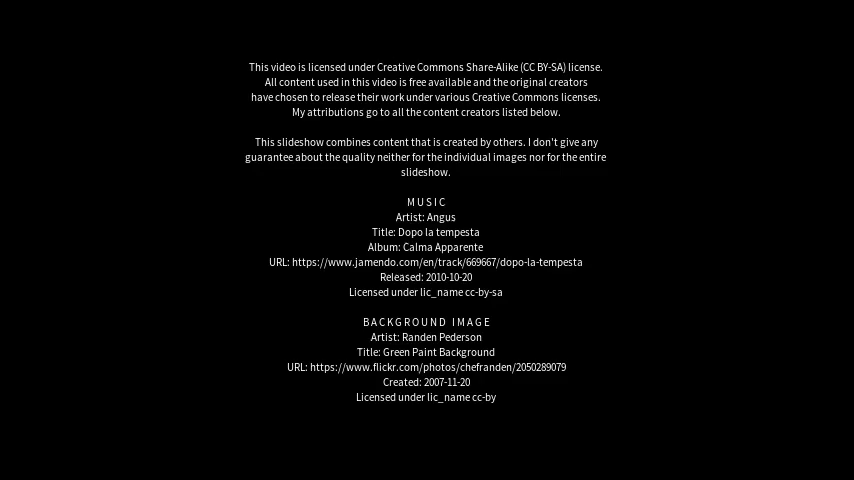 This video is licensed under Creative Commons Share-Alike (CC BY-SA) license.
All content used in this video is free available and the original creators
have chosen to release their work under various Creative Commons licenses.
My attributions go to all the content creators listed below.
This slideshow combines content that is created by others. I don't give any
guarantee about the quality neither for the individual images nor for the entire
slideshow.
MUSIC
Artist: Angus
Title: Dopo la tempesta
Album: Calma Apparente
URL: https://www.jamendo.com/en/track/669667/dopo-la-tempesta
Released: 2010-10-20
Licensed under lic_name cc-by-sa
BACKGROUND IMAGE
Artist: Randen Pederson
Title: Green Paint Background
URL: https://www.flickr.com/photos/chefranden/2050289079
Created: 2007-11-20
Licensed under lic_name cc-by